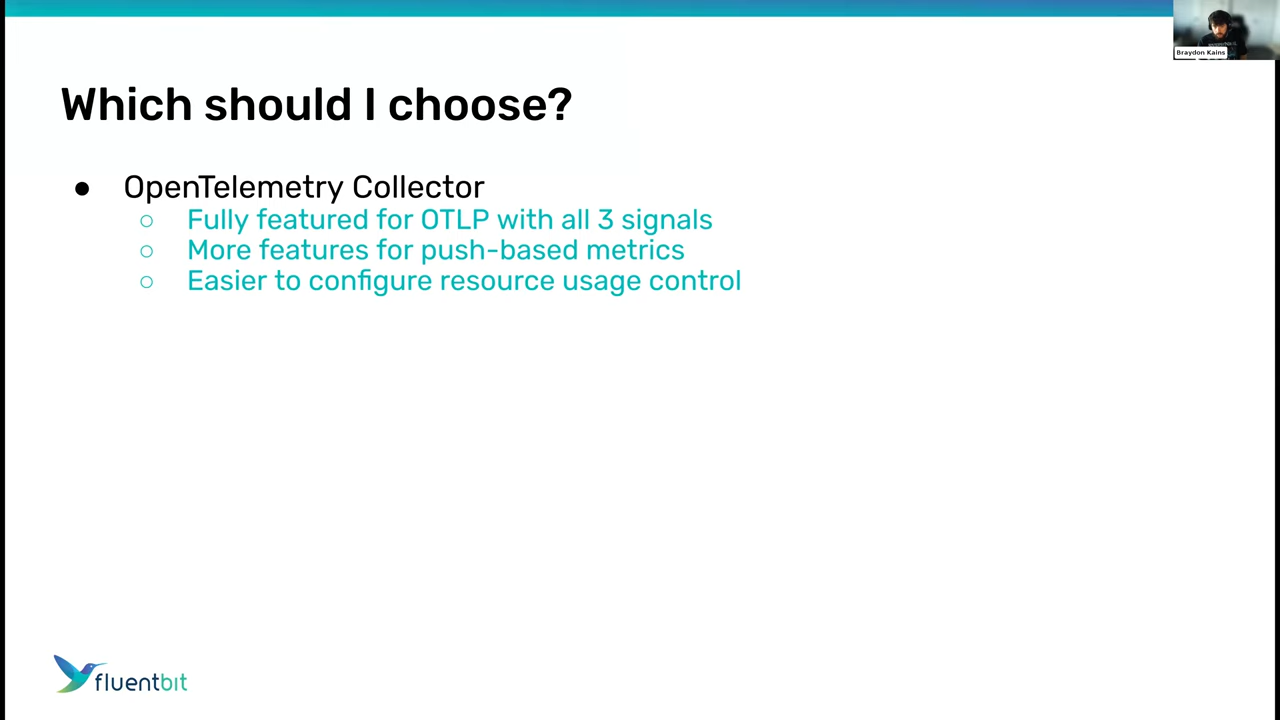 Braydon Kains
Which should I choose?
● OpenTelemetry Collector
○ Fully featured for OTLP with all 3 signals
○ More features for push-based metrics
○ Easier to configure resource usage control
fluentbit